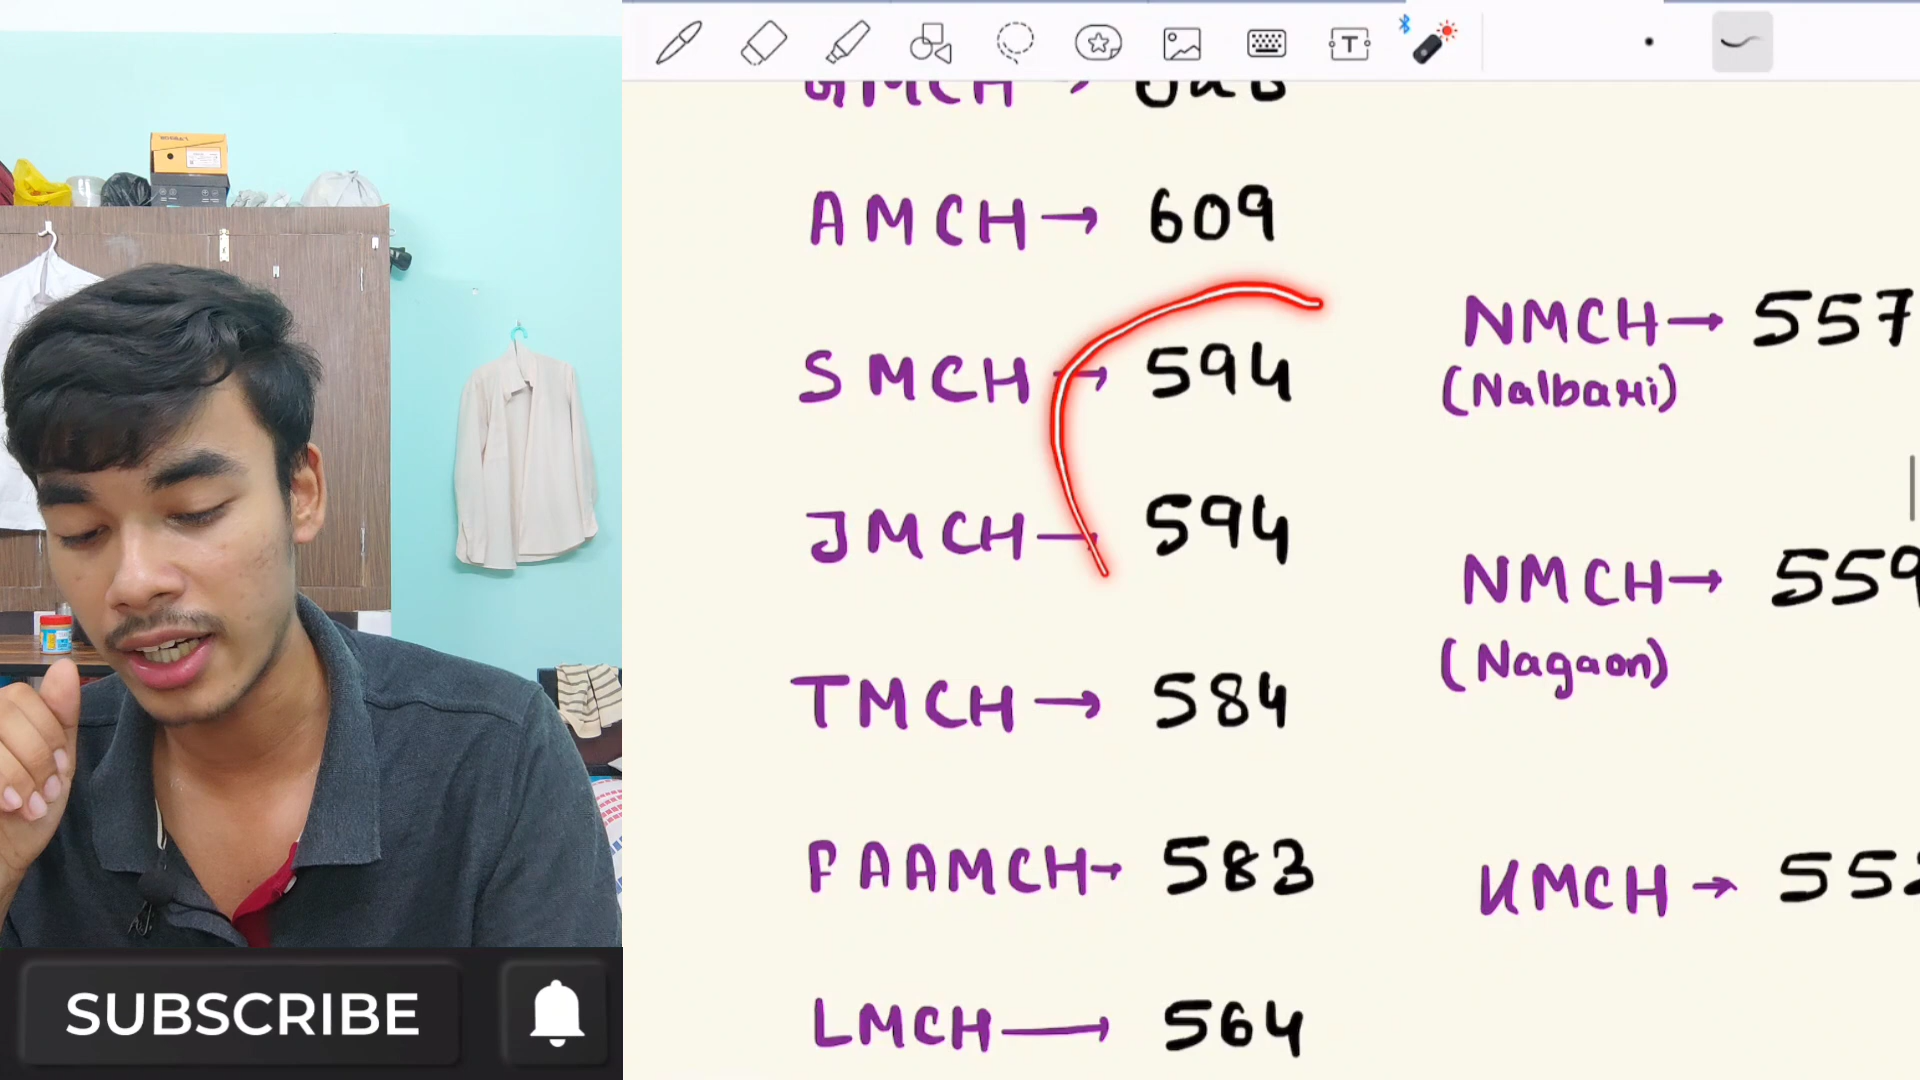 GMCH →
AMCH → 609
SMCH → 594
JMCH → 594
TMCH → 584
FAAMCH → 583
LMCH → 564
NMCH → 557
(Nalbari)
NMCH → 559
(Nagaon)
KMCH → 55
SUBSCRIBE